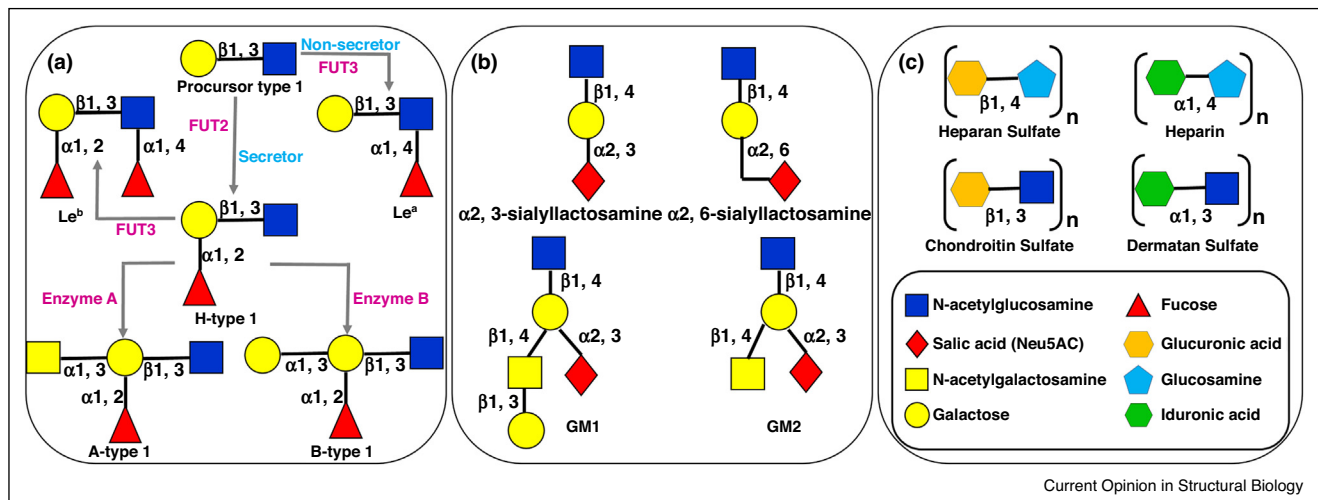 (a)
β1, 3
Procursor type 1
Non-secretor
FUT3
β1, 3
α1, 2
α1, 4
Le^b
FUT2
Secretor
β1, 3
α1, 4
Le^a
FUT3
β1, 3
α1, 2
H-type 1
Enzyme A
Enzyme B
α1, 3
β1, 3
α1, 2
A-type 1
α1, 3
β1, 3
α1, 2
B-type 1
(b)
β1, 4
α2, 3
α2, 3-sialyllactosamine
β1, 4
α2, 6
α2, 6-sialyllactosamine
β1, 4
β1, 4
α2, 3
β1, 3
GM1
β1, 4
β1, 4
α2, 3
GM2
(c)
β1, 4
n
Heparan Sulfate
α1, 4
n
Heparin
β1, 3
n
Chondroitin Sulfate
α1, 3
n
Dermatan Sulfate
N-acetylglucosamine
Salic acid (Neu5AC)
N-acetylgalactosamine
Galactose
Fucose
Glucuronic acid
Glucosamine
Iduronic acid
Current Opinion in Structural Biology